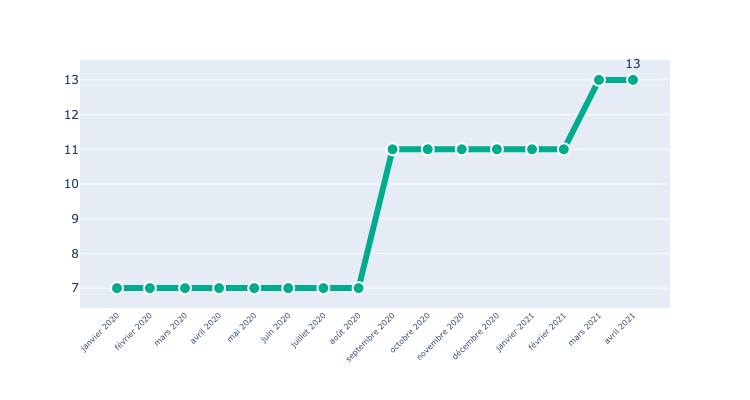 13
13
12
11
10
9
8
7
janvier 2020
février 2020
mars 2020
avril 2020
mai 2020
juin 2020
juillet 2020
août 2020
septembre 2020
octobre 2020
novembre 2020
décembre 2020
janvier 2021
février 2021
mars 2021
avril 2021